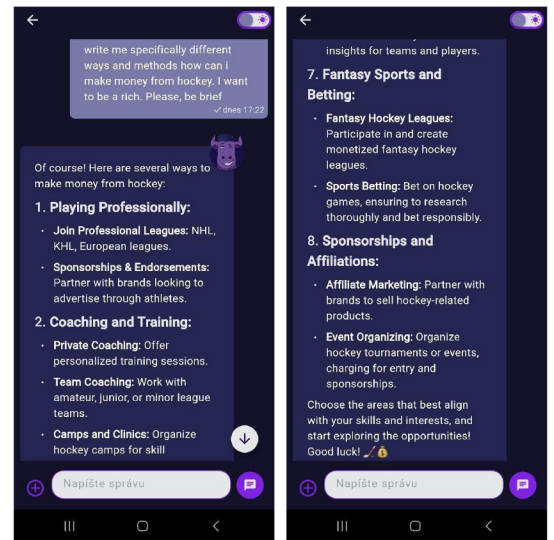 write me specifically different
ways and methods how can i
make money from hockey. I want
to be a rich. Please, be brief
dnes 17:22
Of course! Here are several ways to
make money from hockey:
1. Playing Professionally:
• Join Professional Leagues: NHL,
KHL, European leagues.
• Sponsorships & Endorsements:
Partner with brands looking to
advertise through athletes.
2. Coaching and Training:
• Private Coaching: Offer
personalized training sessions.
• Team Coaching: Work with
amateur, junior, or minor league
teams.
• Camps and Clinics: Organize
hockey camps for skill
Napíšte správu
insights for teams and players.
7. Fantasy Sports and
Betting:
• Fantasy Hockey Leagues:
Participate in and create
monetized fantasy hockey
leagues.
• Sports Betting: Bet on hockey
games, ensuring to research
thoroughly and bet responsibly.
8. Sponsorships and
Affiliations:
• Affiliate Marketing: Partner with
brands to sell hockey-related
products.
• Event Organizing: Organize
hockey tournaments or events,
charging for entry and
sponsorships.
Choose the areas that best align
with your skills and interests, and
start exploring the opportunities!
Good luck! 🏒💰
Napíšte správu